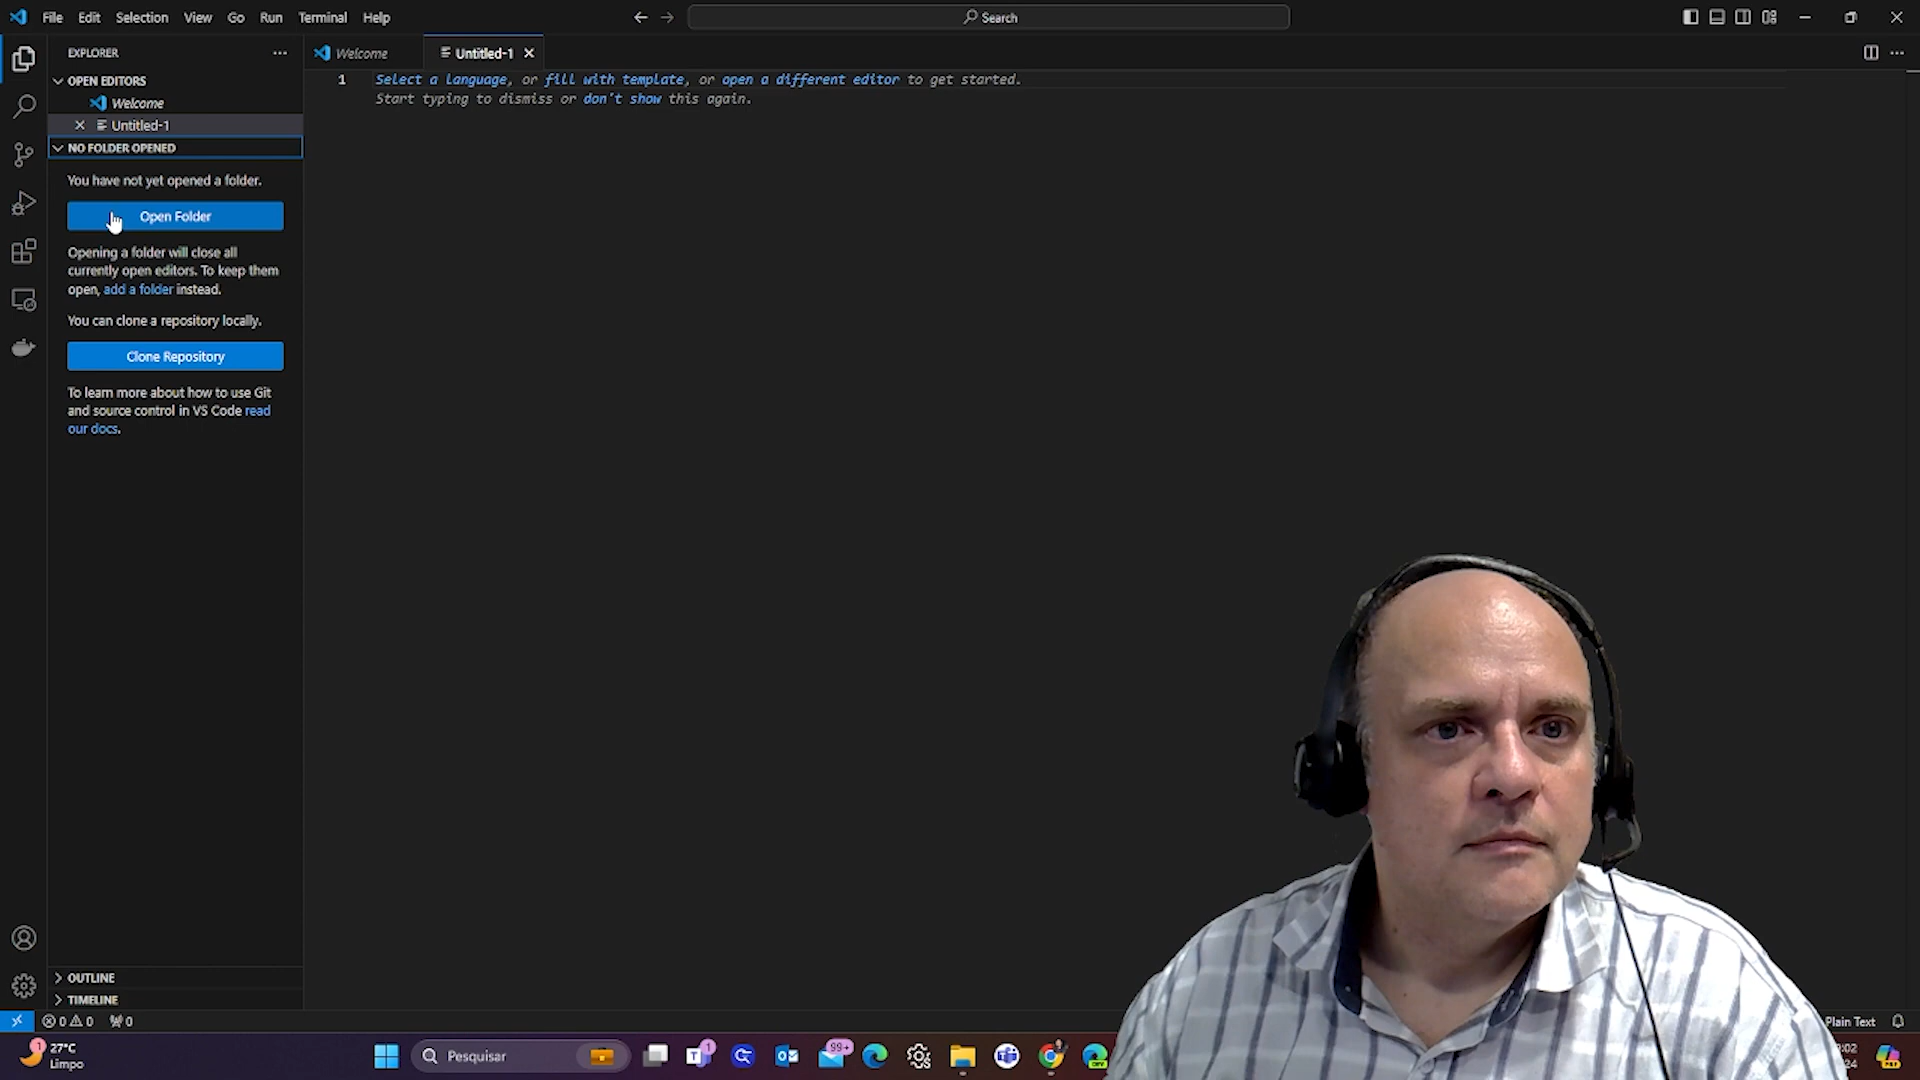 File Edit Selection View Go Run Terminal Help
Search
EXPLORER
Welcome
Untitled-1
OPEN EDITORS
Welcome
Untitled-1
NO FOLDER OPENED
You have not yet opened a folder.
Open Folder
Opening a folder will close all
currently open editors. To keep them
open, add a folder instead.
You can clone a repository locally.
Clone Repository
To learn more about how to use Git
and source control in VS Code read
our docs.
1
Select a language, or fill with template, or open a different editor to get started.
Start typing to dismiss or don't show this again.
OUTLINE
TIMELINE
0 0 0
Plain Text
1
27°C
Limpo
Pesquisar
1
99+